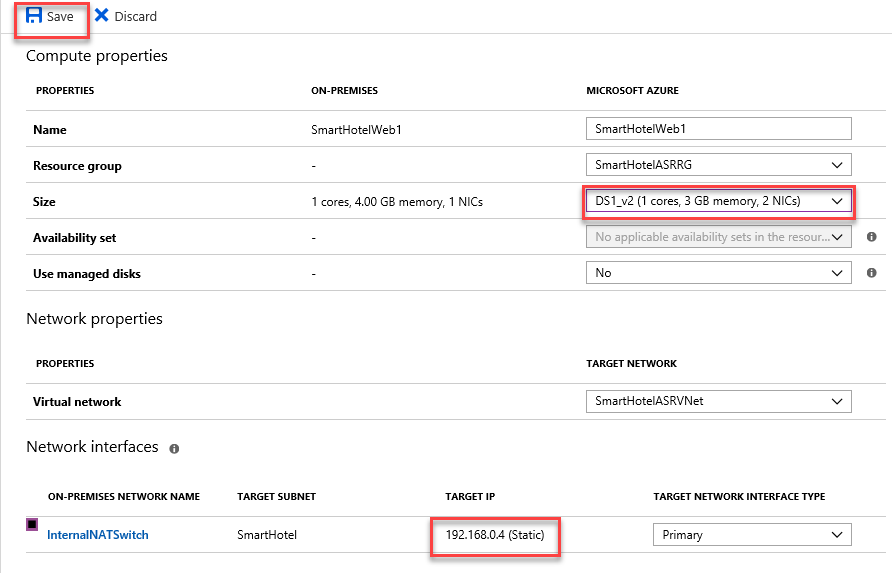 Save Discard
Compute properties
PROPERTIES ON-PREMISES MICROSOFT AZURE
Name SmartHotelWeb1 SmartHotelWeb1
Resource group - SmartHotelASRRG
Size 1 cores, 4.00 GB memory, 1 NICs DS1_v2 (1 cores, 3 GB memory, 2 NICs)
Availability set - No applicable availability sets in the resour...
Use managed disks - No
Network properties
PROPERTIES TARGET NETWORK
Virtual network SmartHotelASRVNet
Network interfaces
ON-PREMISES NETWORK NAME TARGET SUBNET TARGET IP TARGET NETWORK INTERFACE TYPE
InternalNATSwitch SmartHotel 192.168.0.4 (Static) Primary